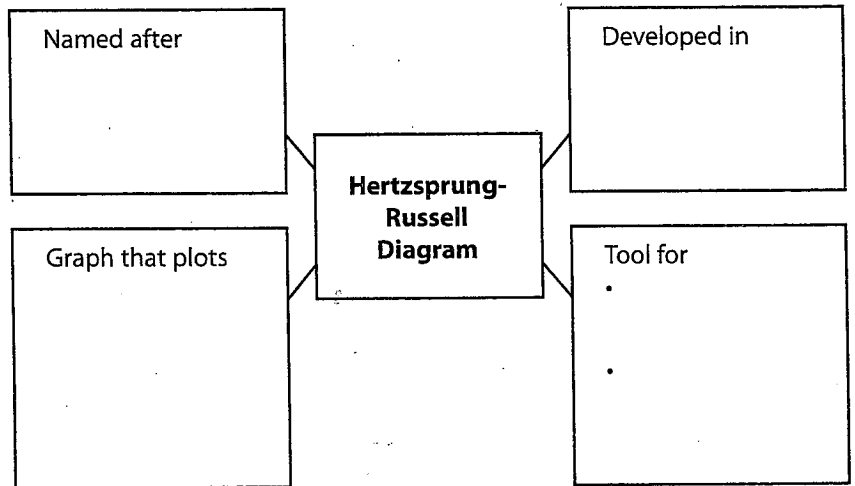 Named after
Developed in
Hertzsprung-
Russell
Diagram
Graph that plots
Tool for
•
•